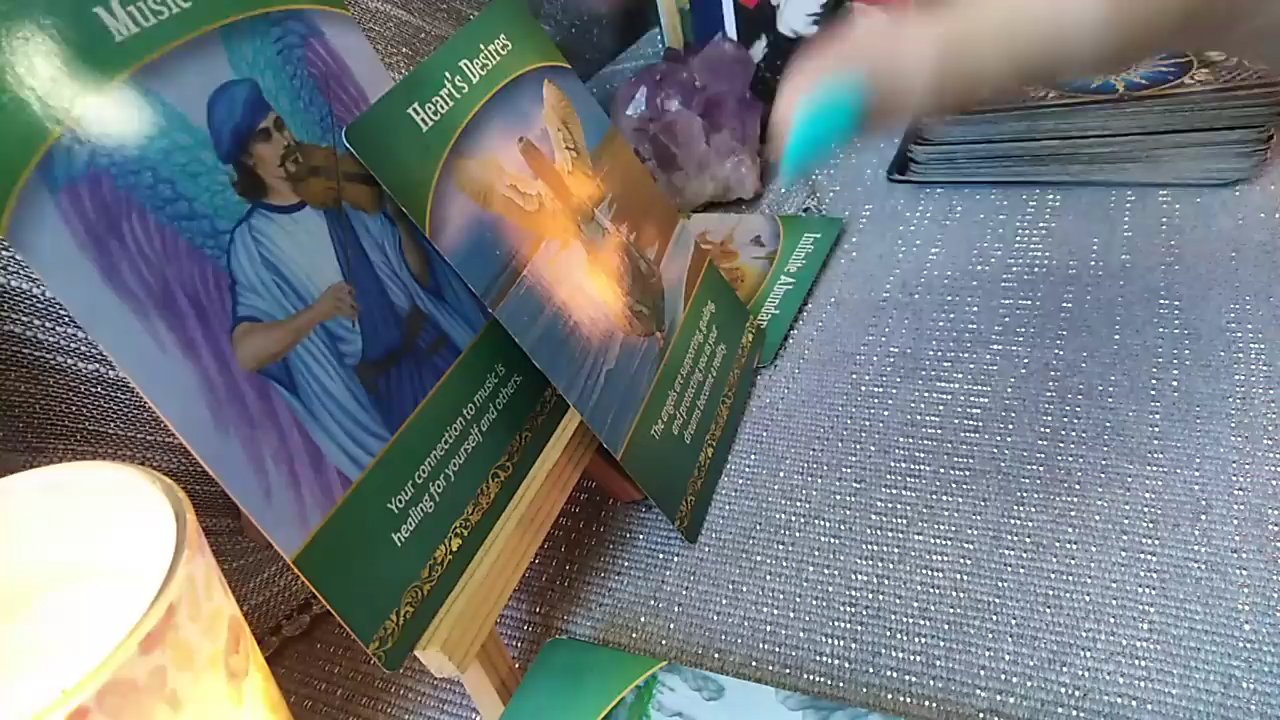 Music
Your connection to music is
healing for yourself and others.
Heart's Desires
The angels are supporting, guiding
and protecting you as your
dreams become a reality.
Infinite